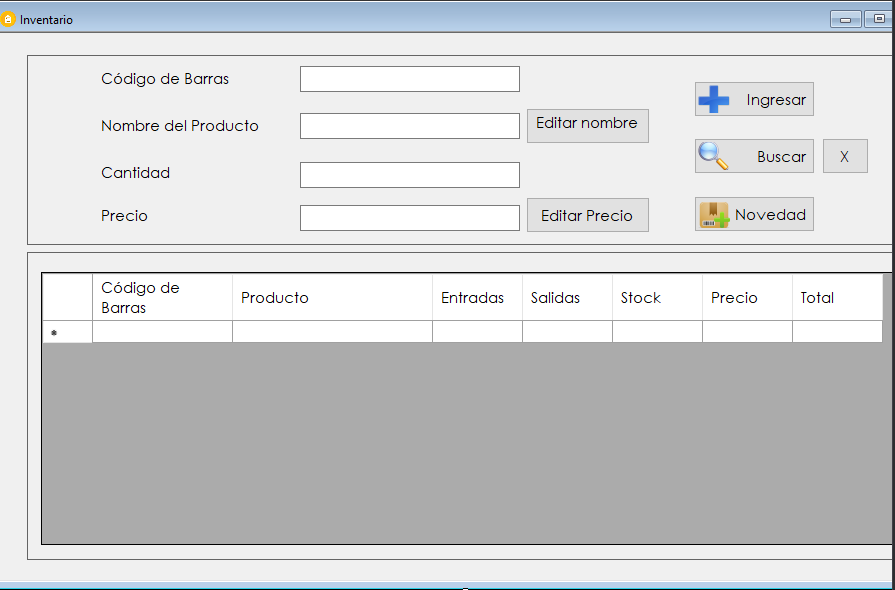 Inventario
Código de Barras
Nombre del Producto
Editar nombre
Cantidad
Precio
Editar Precio
Ingresar
Buscar
X
Novedad
Código de
Barras
Producto
Entradas
Salidas
Stock
Precio
Total
*